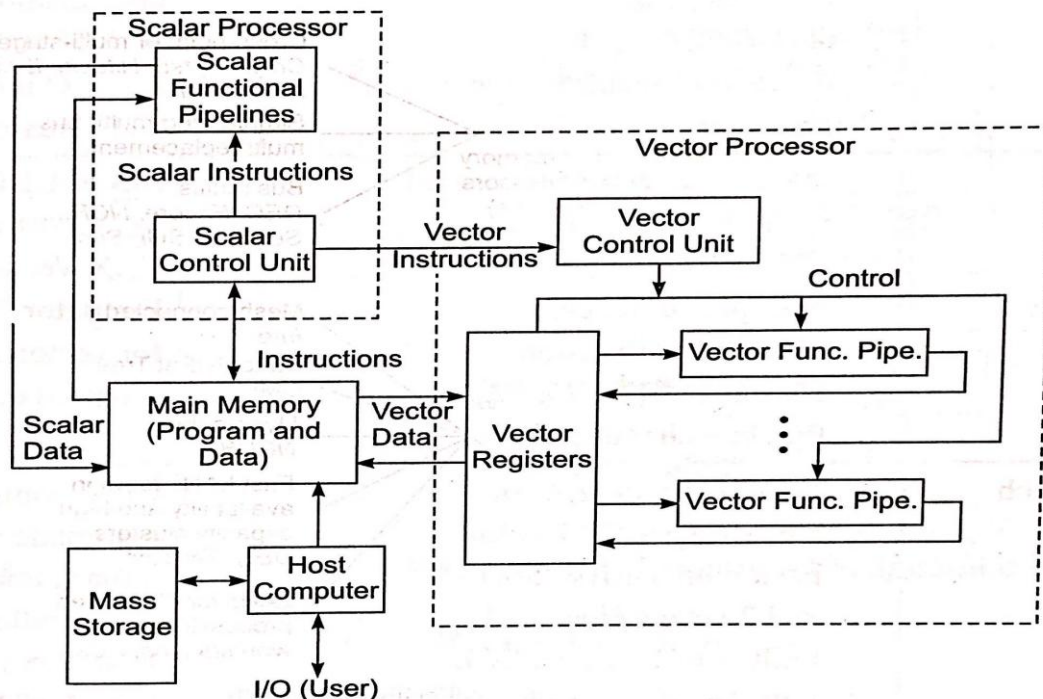 Scalar Processor
Scalar
Functional
Pipelines
Scalar Instructions
Scalar
Control Unit
Instructions
Main Memory
(Program and
Data)
Scalar
Data
Mass
Storage
Host
Computer
I/O (User)
Vector
Instructions
Vector
Data
Vector Processor
Vector
Control Unit
Control
Vector Func. Pipe.
Vector
Registers
Vector Func. Pipe.